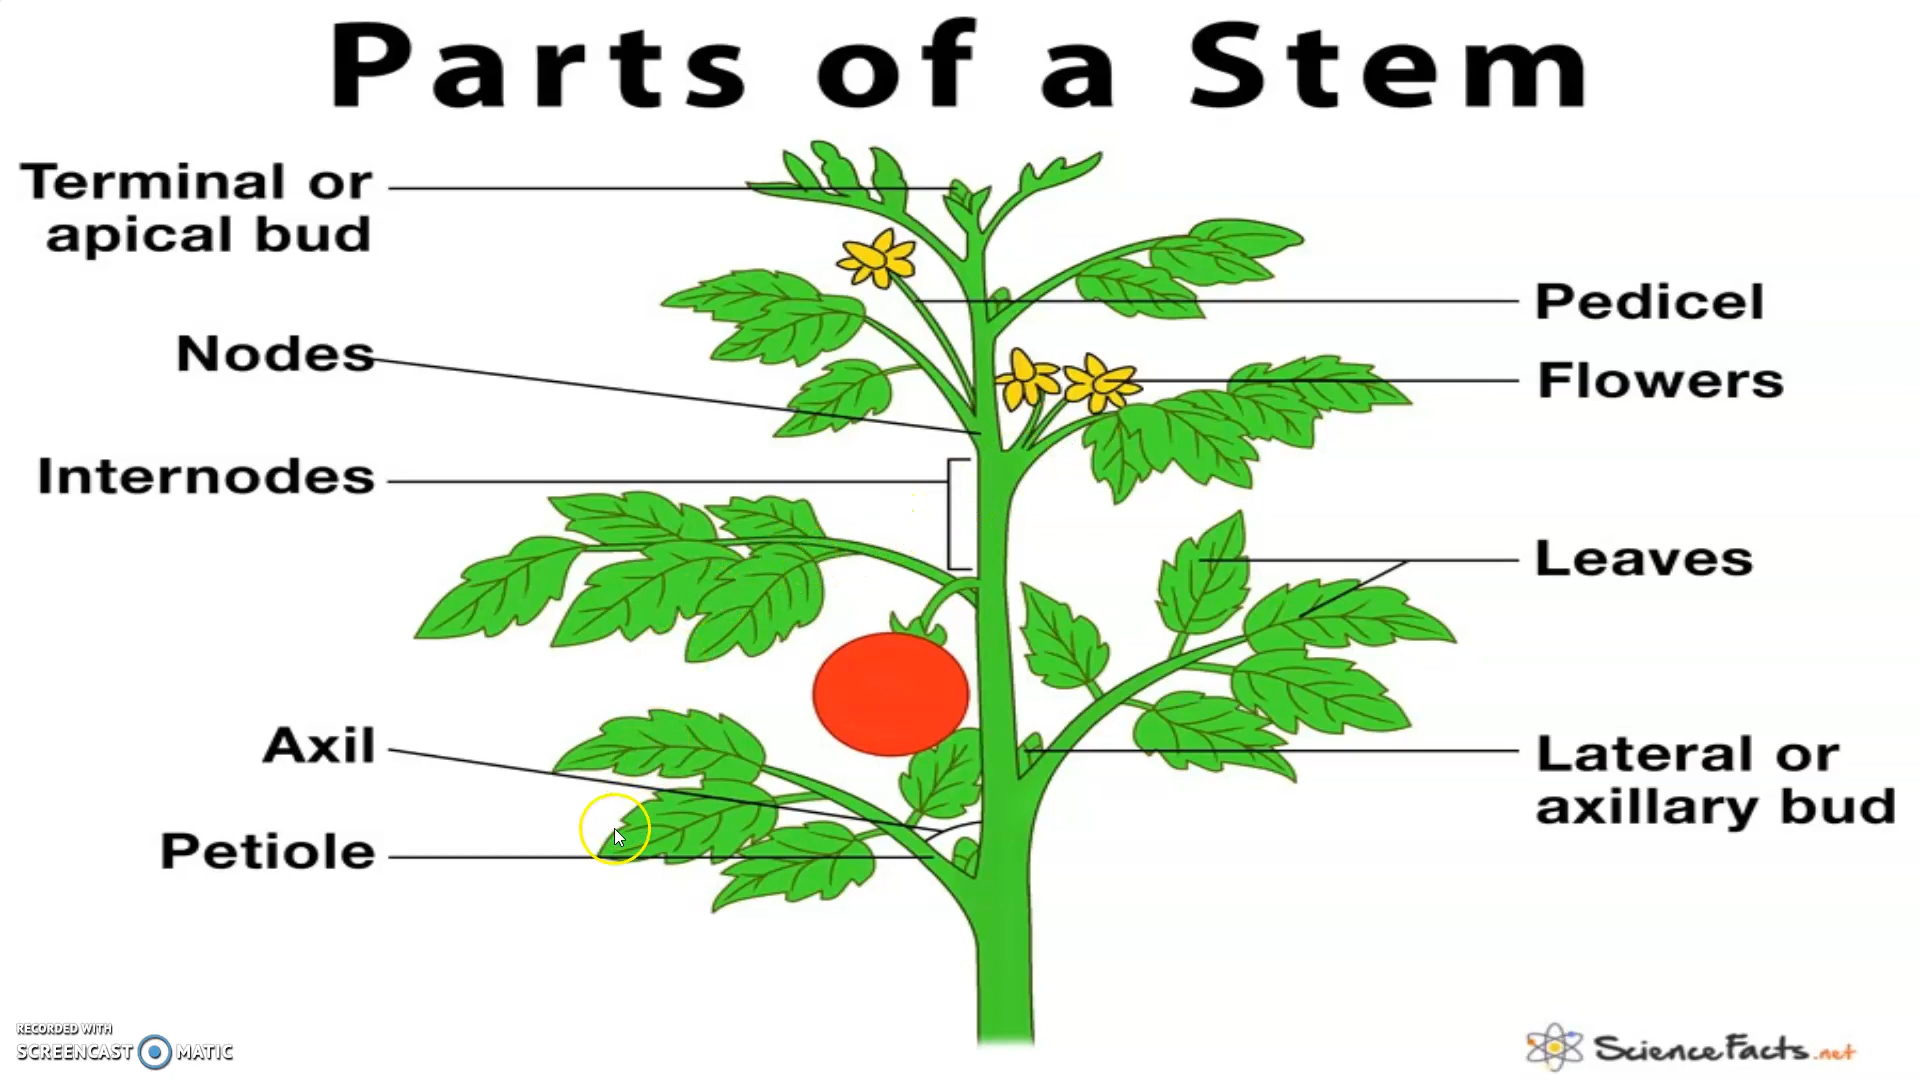 Parts of a Stem
Terminal or
apical bud
Nodes
Internodes
Axil
Petiole
Pedicel
Flowers
Leaves
Lateral or
axillary bud
RECORDED WITH
SCREENCAST MATIC
ScienceFacts.net